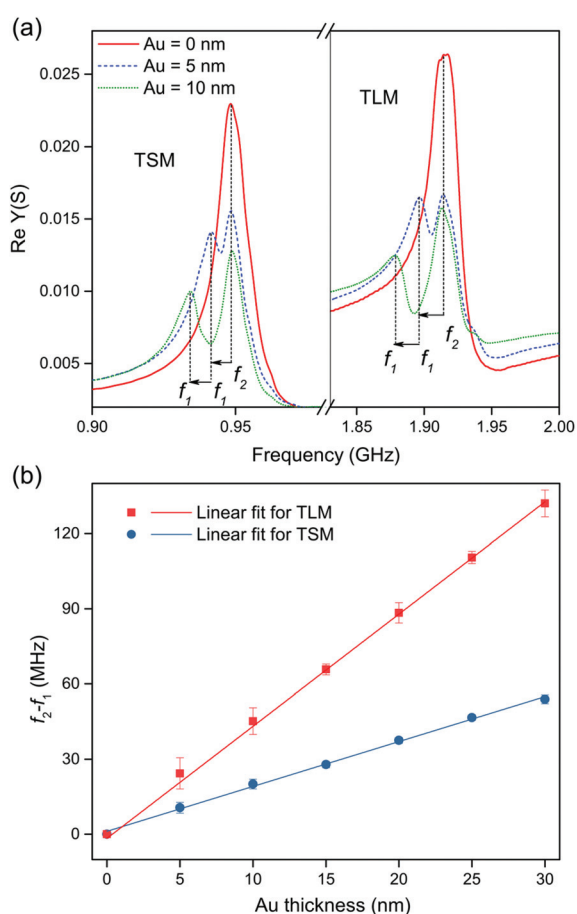 (a)
Au = 0 nm
Au = 5 nm
Au = 10 nm
TSM
TLM
0.025
0.020
0.015
0.010
0.005
Re Y(S)
f1 f1 f2
f1 f1 f2
0.90 0.95 1.85 1.90 1.95 2.00
Frequency (GHz)
(b)
Linear fit for TLM
Linear fit for TSM
120
90
60
30
0
f2-f1 (MHz)
0 5 10 15 20 25 30
Au thickness (nm)